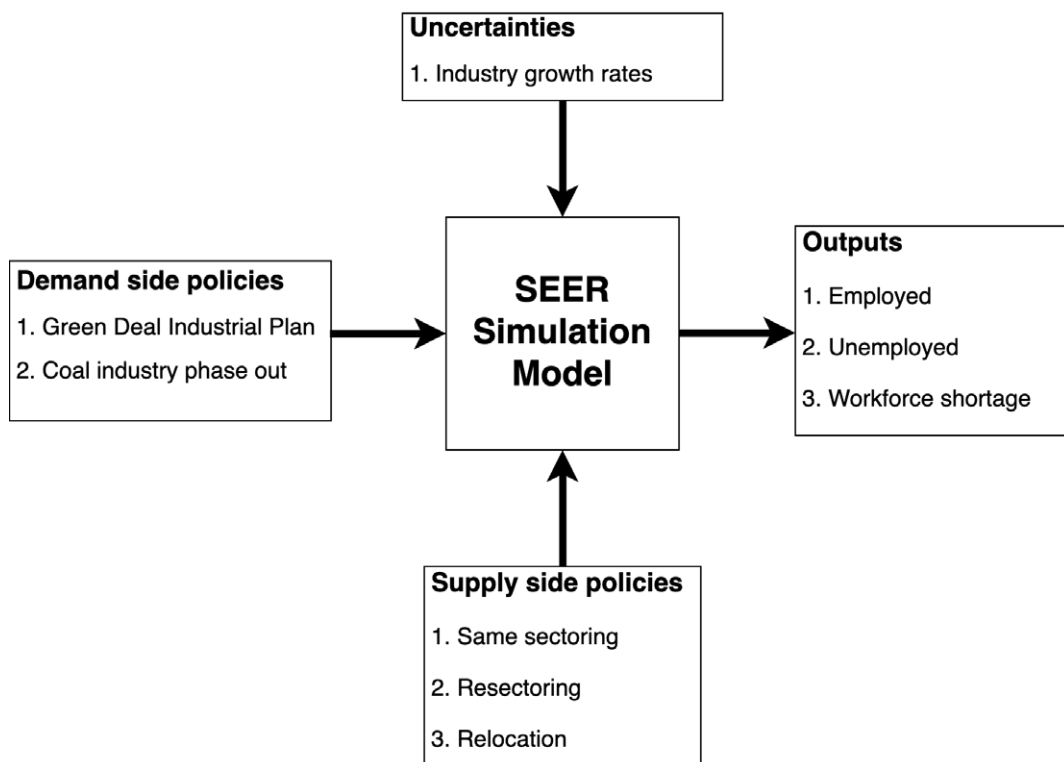 Uncertainties
1. Industry growth rates
Demand side policies
1. Green Deal Industrial Plan
2. Coal industry phase out
SEER
Simulation
Model
Outputs
1. Employed
2. Unemployed
3. Workforce shortage
Supply side policies
1. Same sectoring
2. Resectoring
3. Relocation